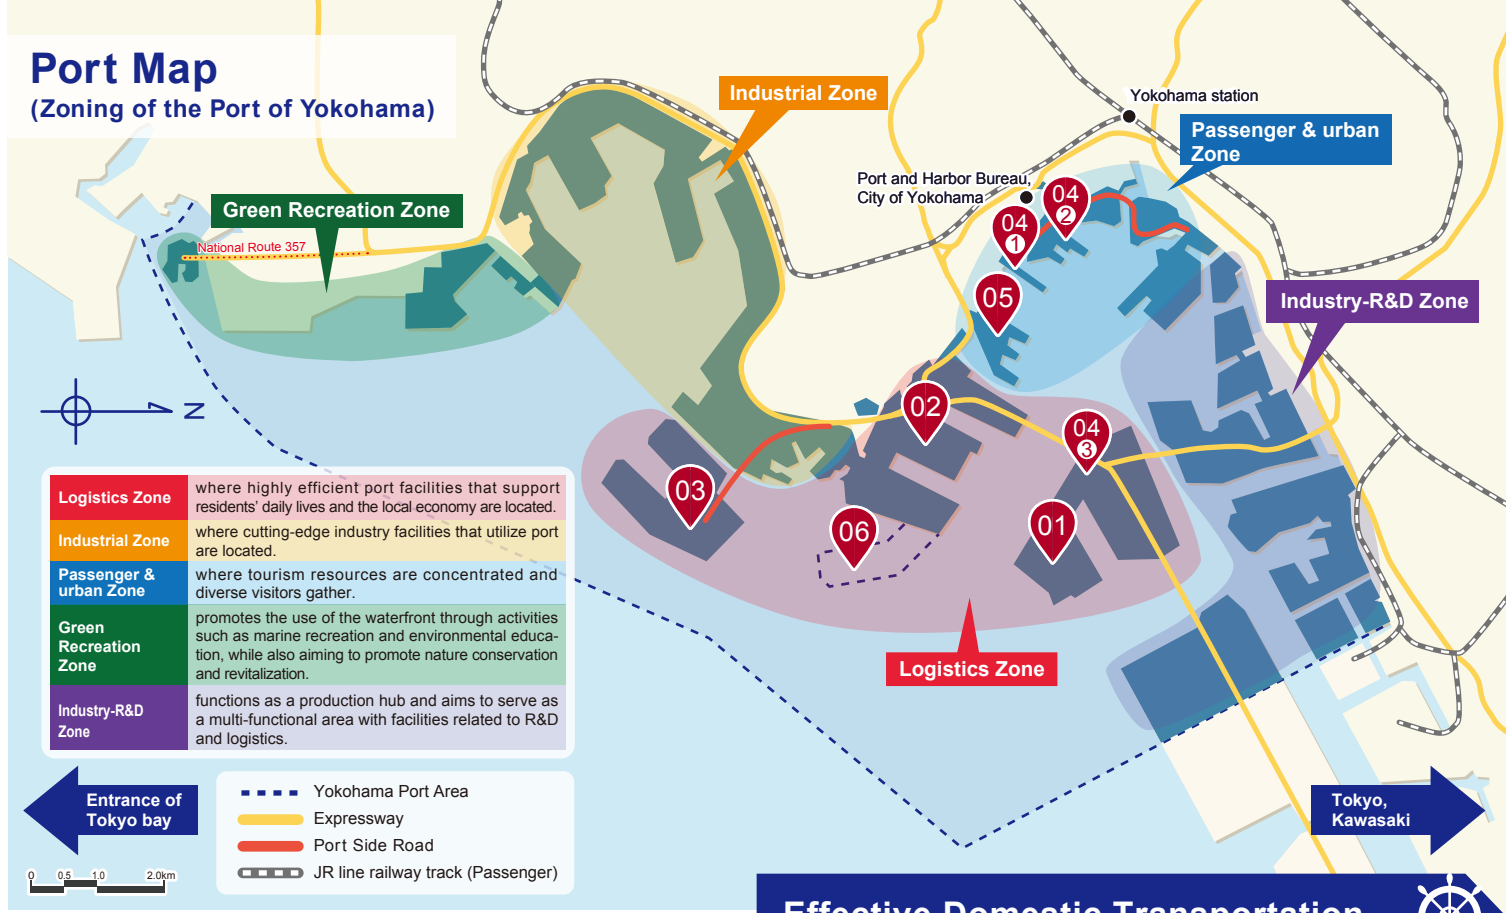 Port Map
(Zoning of the Port of Yokohama)
Industrial Zone
Yokohama station
Passenger & urban
Zone
Port and Harbor Bureau,
City of Yokohama
Green Recreation Zone
National Route 357
04
2
04
1
05
Industry-R&D Zone
N
02
04
3
03
06
01
Logistics Zone
Logistics Zone
where highly efficient port facilities that support
residents' daily lives and the local economy are located.
Industrial Zone
where cutting-edge industry facilities that utilize port
are located.
Passenger &
urban Zone
where tourism resources are concentrated and
diverse visitors gather.
Green
Recreation
Zone
promotes the use of the waterfront through activities
such as marine recreation and environmental educa-
tion, while also aiming to promote nature conservation
and revitalization.
Industry-R&D
Zone
functions as a production hub and aims to serve as
a multi-functional area with facilities related to R&D
and logistics.
Entrance of
Tokyo bay
Yokohama Port Area
Expressway
Port Side Road
JR line railway track (Passenger)
Tokyo,
Kawasaki
0 0.5 1.0 2.0km
Effective Domestic Transportation